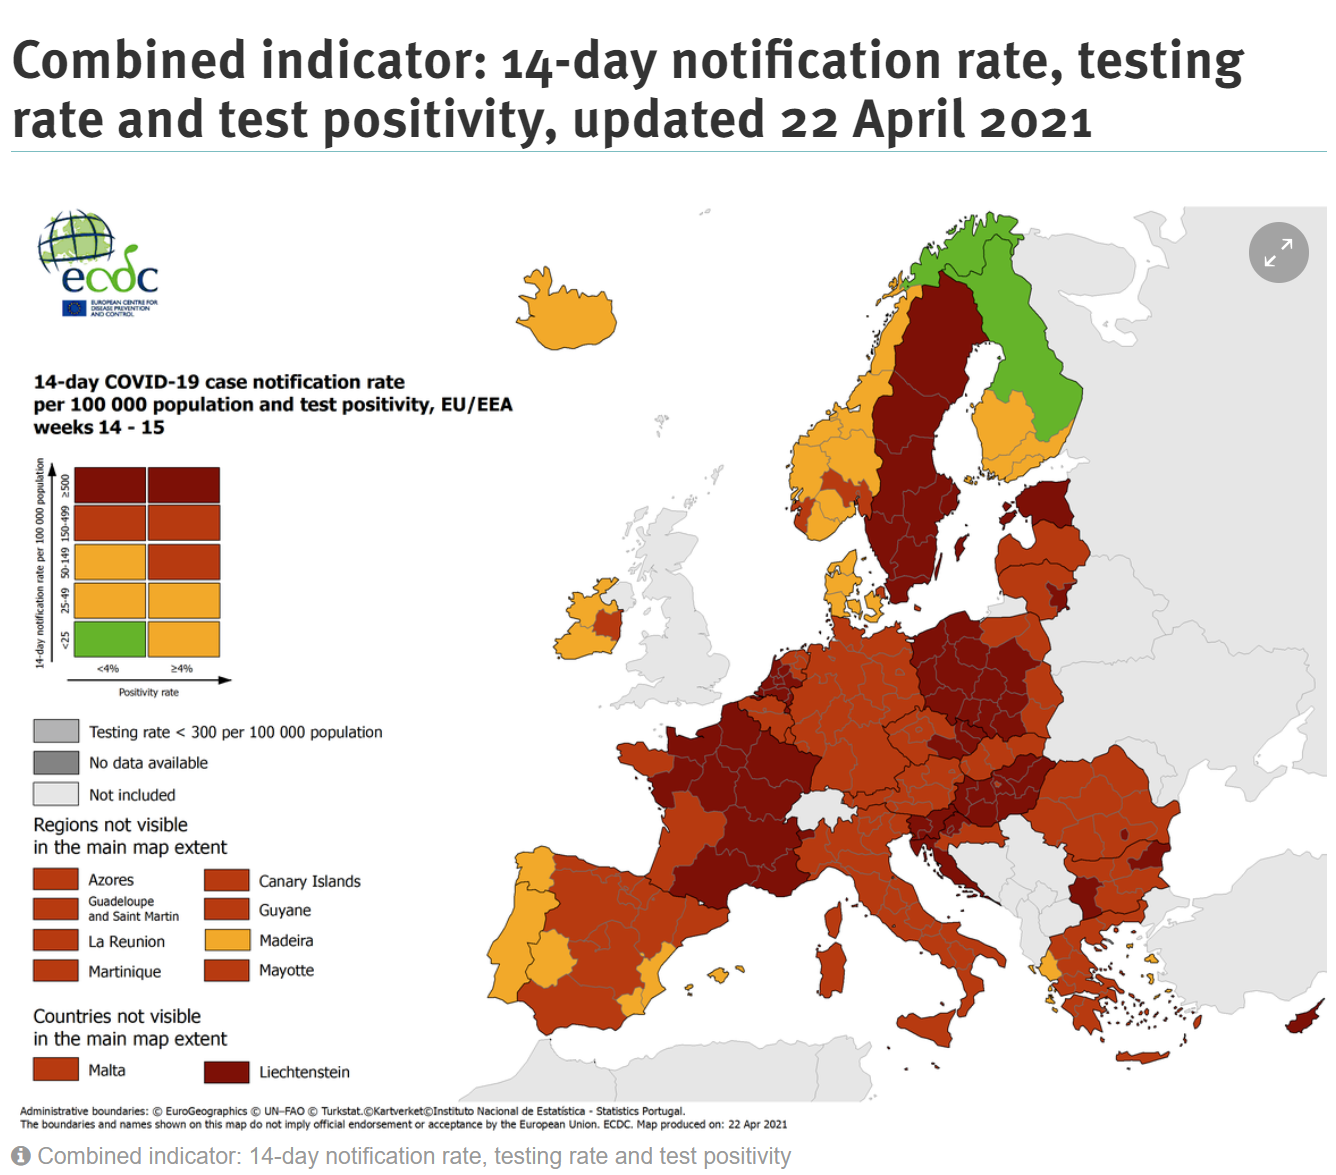 Combined indicator: 14-day notification rate, testing
rate and test positivity, updated 22 April 2021
ecdc
EUROPEAN CENTRE FOR
DISEASE PREVENTION
AND CONTROL
14-day COVID-19 case notification rate
per 100 000 population and test positivity, EU/EEA
weeks 14 - 15
14-day notification rate per 100 000 population
≥500
150-499
50-149
25-49
<25
<4%
≥4%
Positivity rate
Testing rate < 300 per 100 000 population
No data available
Not included
Regions not visible
in the main map extent
Azores
Canary Islands
Guadeloupe
and Saint Martin
Guyane
La Reunion
Madeira
Martinique
Mayotte
Countries not visible
in the main map extent
Malta
Liechtenstein
Administrative boundaries: © EuroGeographics © UN–FAO © Turkstat.©Kartverket©Instituto Nacional de Estatística - Statistics Portugal.
The boundaries and names shown on this map do not imply official endorsement or acceptance by the European Union. ECDC. Map produced on: 22 Apr 2021
Combined indicator: 14-day notification rate, testing rate and test positivity